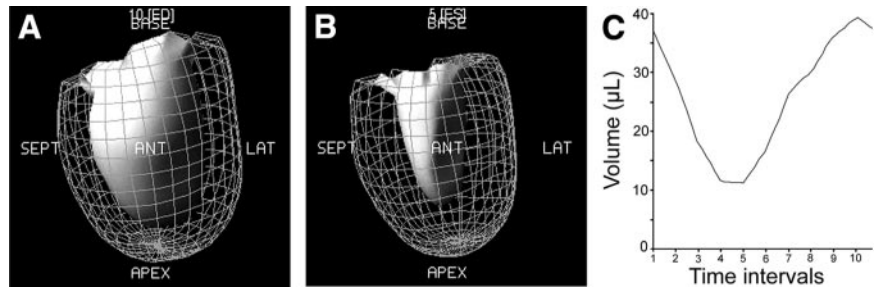 A
10 [ED]
BASE
SEPT
ANT
LAT
APEX
B
5 [ES]
BASE
SEPT
ANT
LAT
APEX
C
Volume (µL)
50
40
30
20
10
0
1 2 3 4 5 6 7 8 9 10
Time intervals